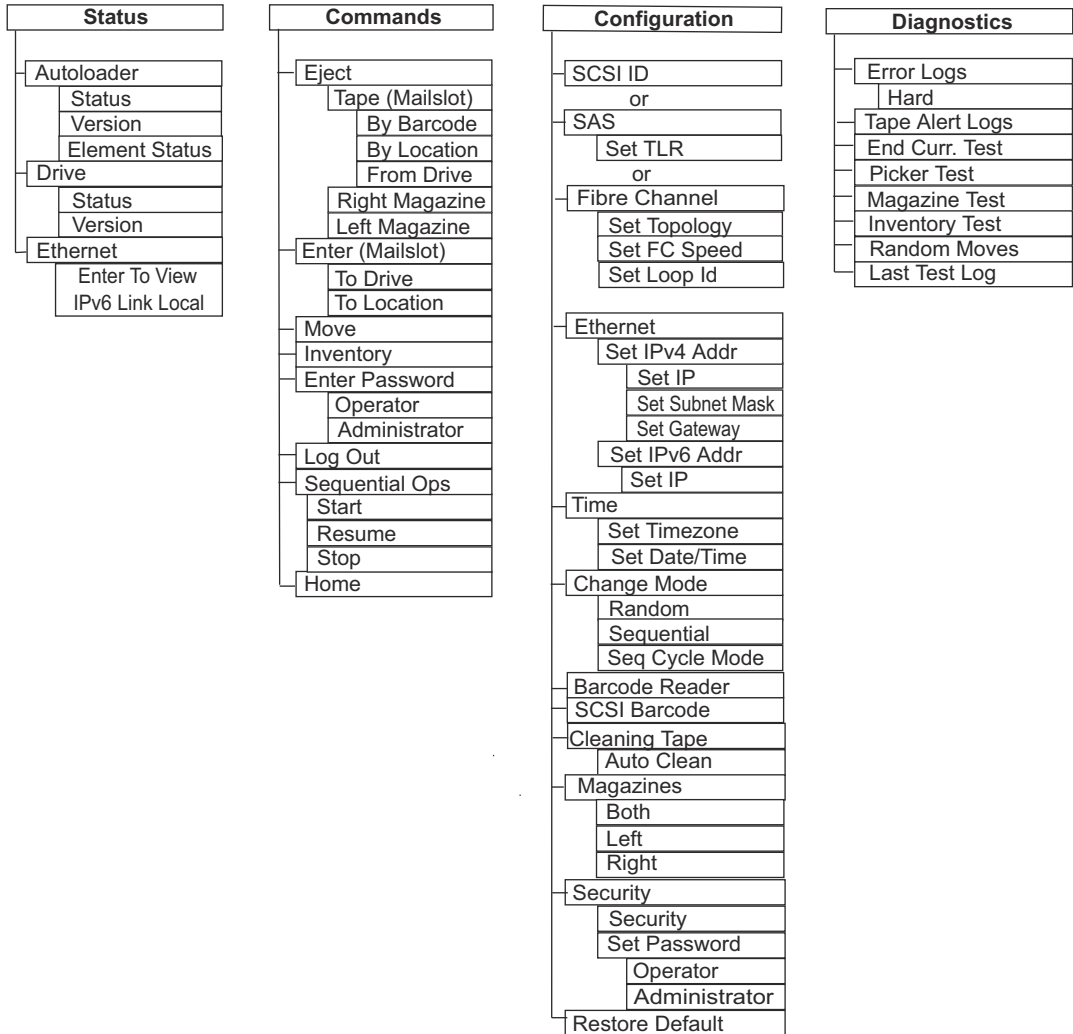 Status
Autoloader
Status
Version
Element Status
Drive
Status
Version
Ethernet
Enter To View
IPv6 Link Local
Commands
Eject
Tape (Mailslot)
By Barcode
By Location
From Drive
Right Magazine
Left Magazine
Enter (Mailslot)
To Drive
To Location
Move
Inventory
Enter Password
Operator
Administrator
Log Out
Sequential Ops
Start
Resume
Stop
Home
Configuration
SCSI ID
or
SAS
Set TLR
or
Fibre Channel
Set Topology
Set FC Speed
Set Loop Id
Ethernet
Set IPv4 Addr
Set IP
Set Subnet Mask
Set Gateway
Set IPv6 Addr
Set IP
Time
Set Timezone
Set Date/Time
Change Mode
Random
Sequential
Seq Cycle Mode
Barcode Reader
SCSI Barcode
Cleaning Tape
Auto Clean
Magazines
Both
Left
Right
Security
Security
Set Password
Operator
Administrator
Restore Default
Diagnostics
Error Logs
Hard
Tape Alert Logs
End Curr. Test
Picker Test
Magazine Test
Inventory Test
Random Moves
Last Test Log